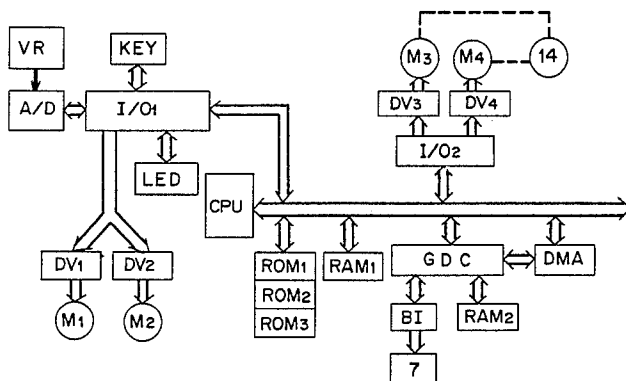 VR
KEY
M3
M4
14
A/D
I/O1
DV3
DV4
LED
I/O2
CPU
DV1
DV2
ROM1
RAM1
GDC
DMA
ROM2
M1
M2
ROM3
BI
RAM2
7